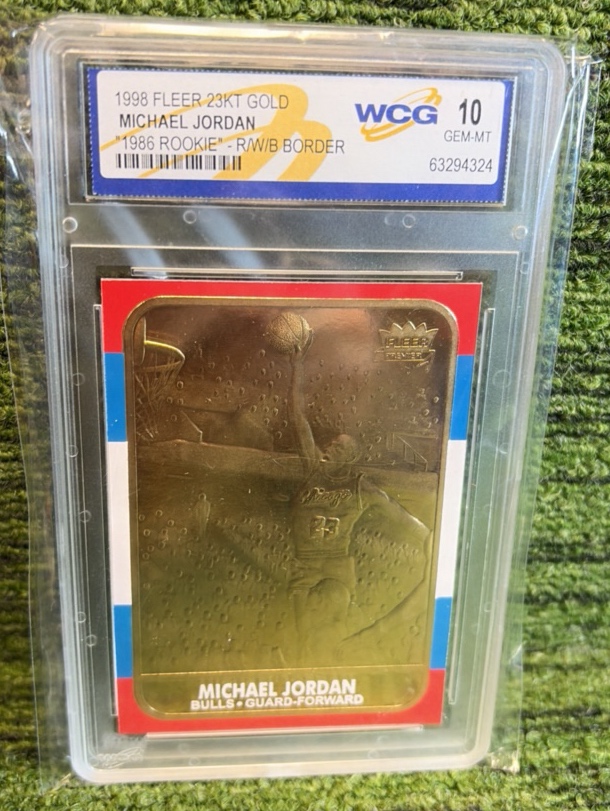 1998 FLEER 23KT GOLD
MICHAEL JORDAN
"1986 ROOKIE" - R/W/B BORDER
WCG 10
GEM-MT
63294324
FLEER
PREMIER
Chicago
23
MICHAEL JORDAN
BULLS • GUARD-FORWARD